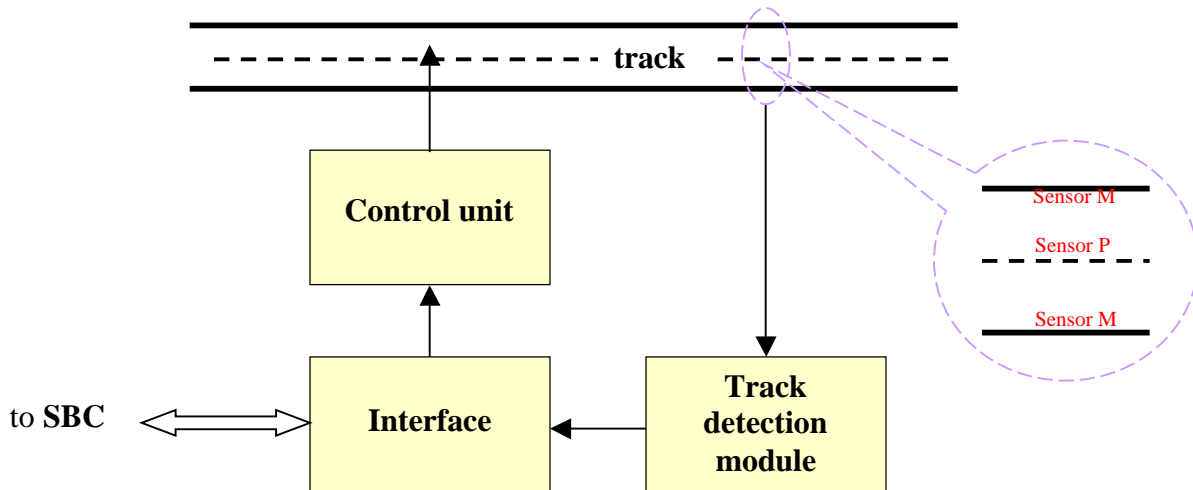 track
Control unit
Sensor M
Sensor P
Sensor M
to SBC
Interface
Track
detection
module